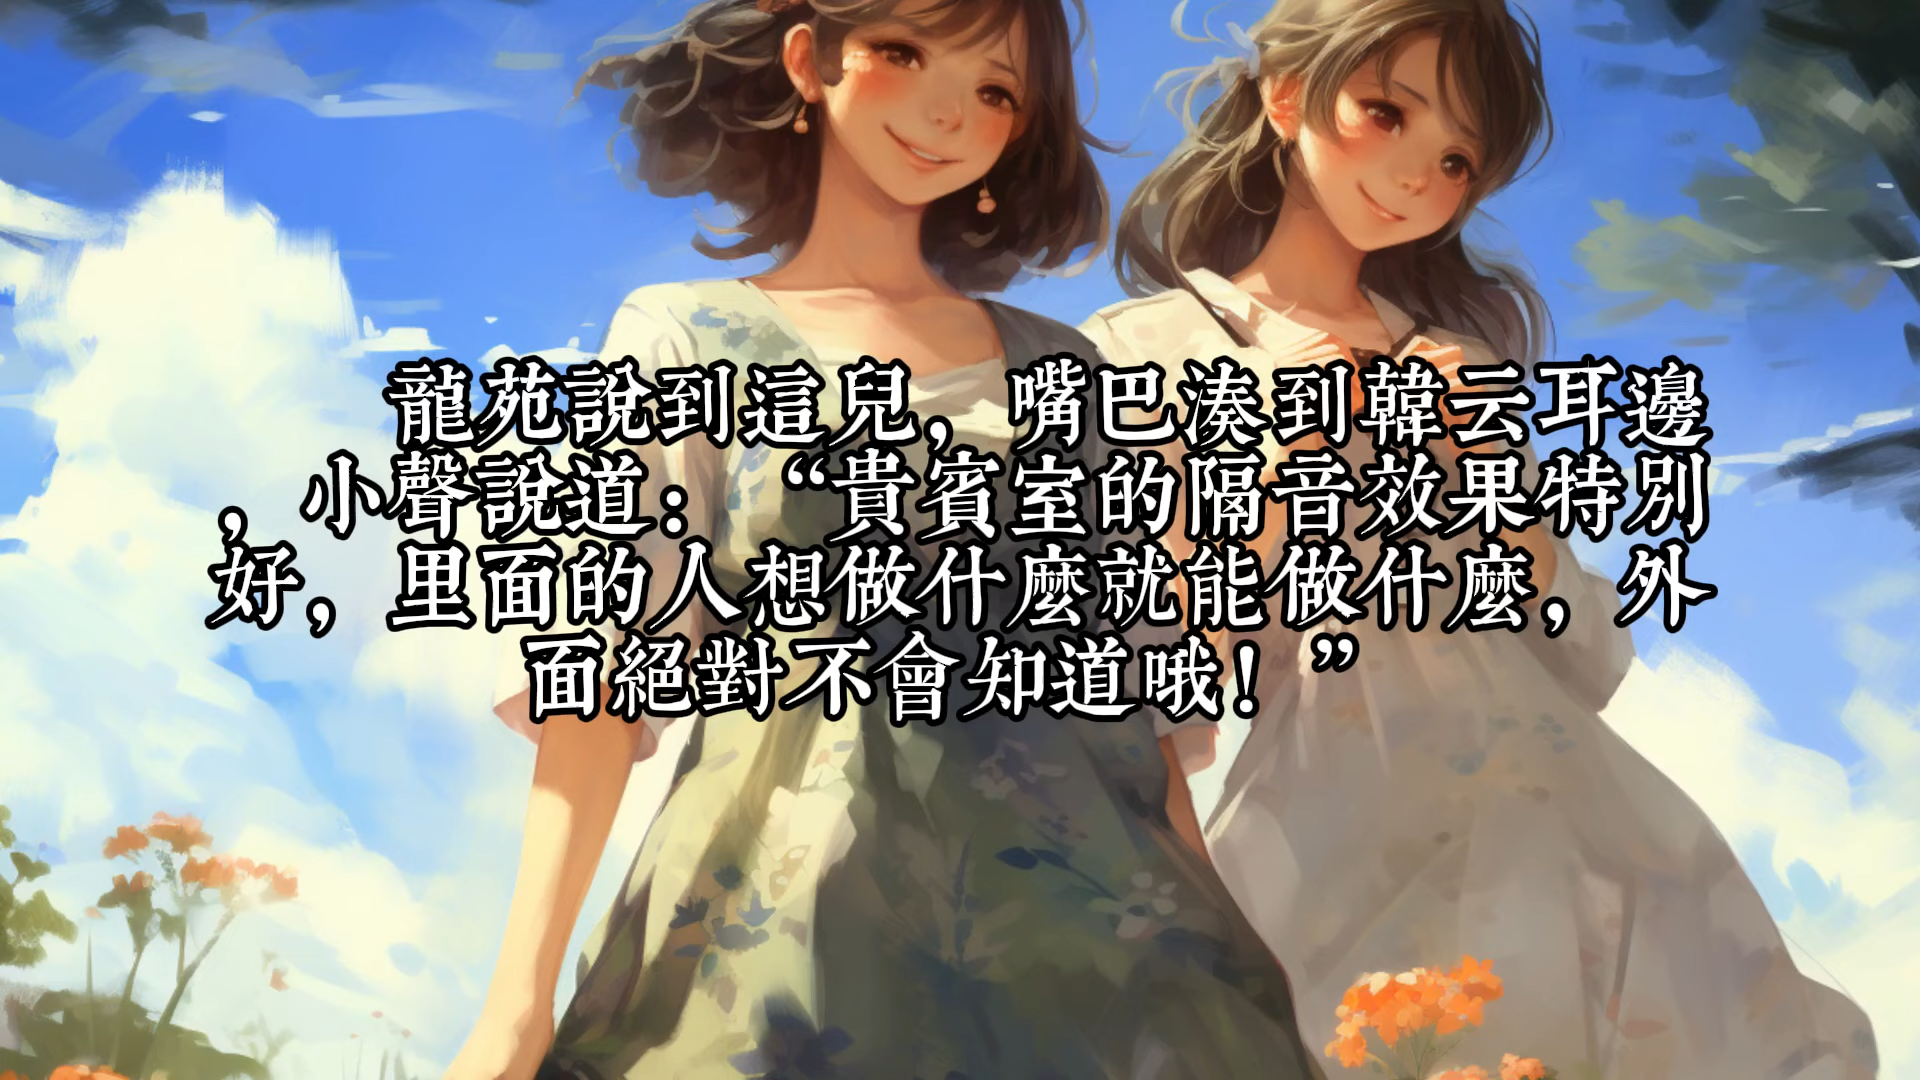 龍苑說到這兒，嘴巴湊到韓云耳邊
，小聲說道：“貴賓室的隔音效果特別
好，里面的人想做什麼就能做什麼，外
面絕對不會知道哦！”